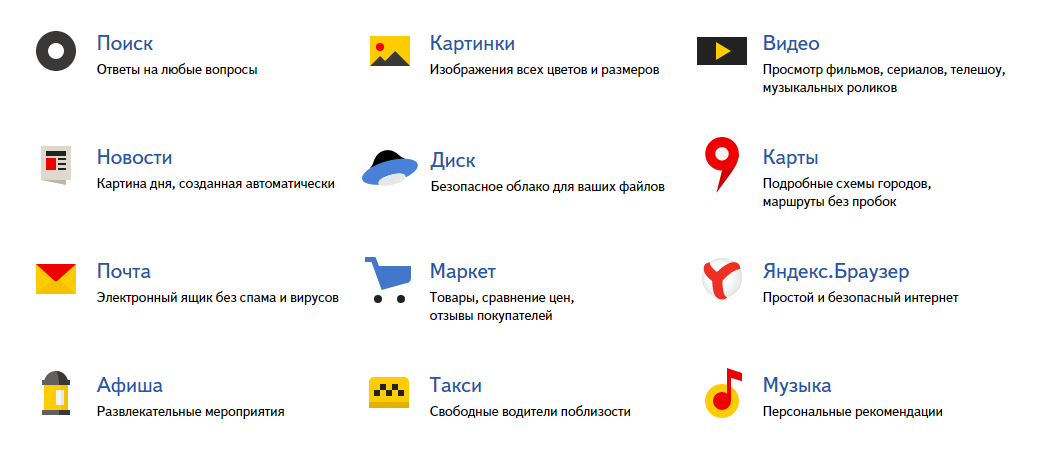 Поиск
Ответы на любые вопросы
Картинки
Изображения всех цветов и размеров
Видео
Просмотр фильмов, сериалов, телешоу,
музыкальных роликов
Новости
Картина дня, созданная автоматически
Диск
Безопасное облако для ваших файлов
Карты
Подробные схемы городов,
маршруты без пробок
Почта
Электронный ящик без спама и вирусов
Маркет
Товары, сравнение цен,
отзывы покупателей
Яндекс.Браузер
Простой и безопасный интернет
Афиша
Развлекательные мероприятия
Такси
Свободные водители поблизости
Музыка
Персональные рекомендации